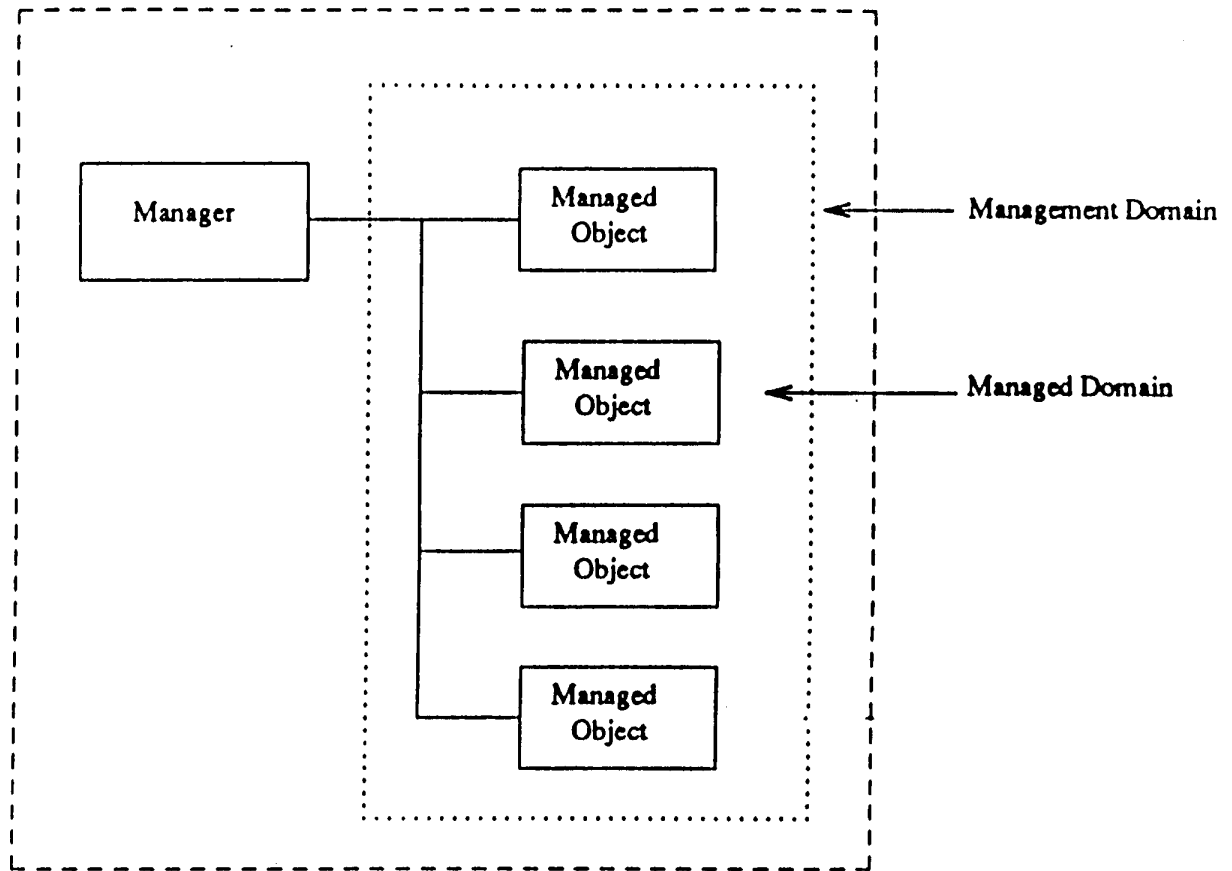 Manager
Managed
Object
Management Domain
Managed
Object
Managed Domain
Managed
Object
Managed
Object